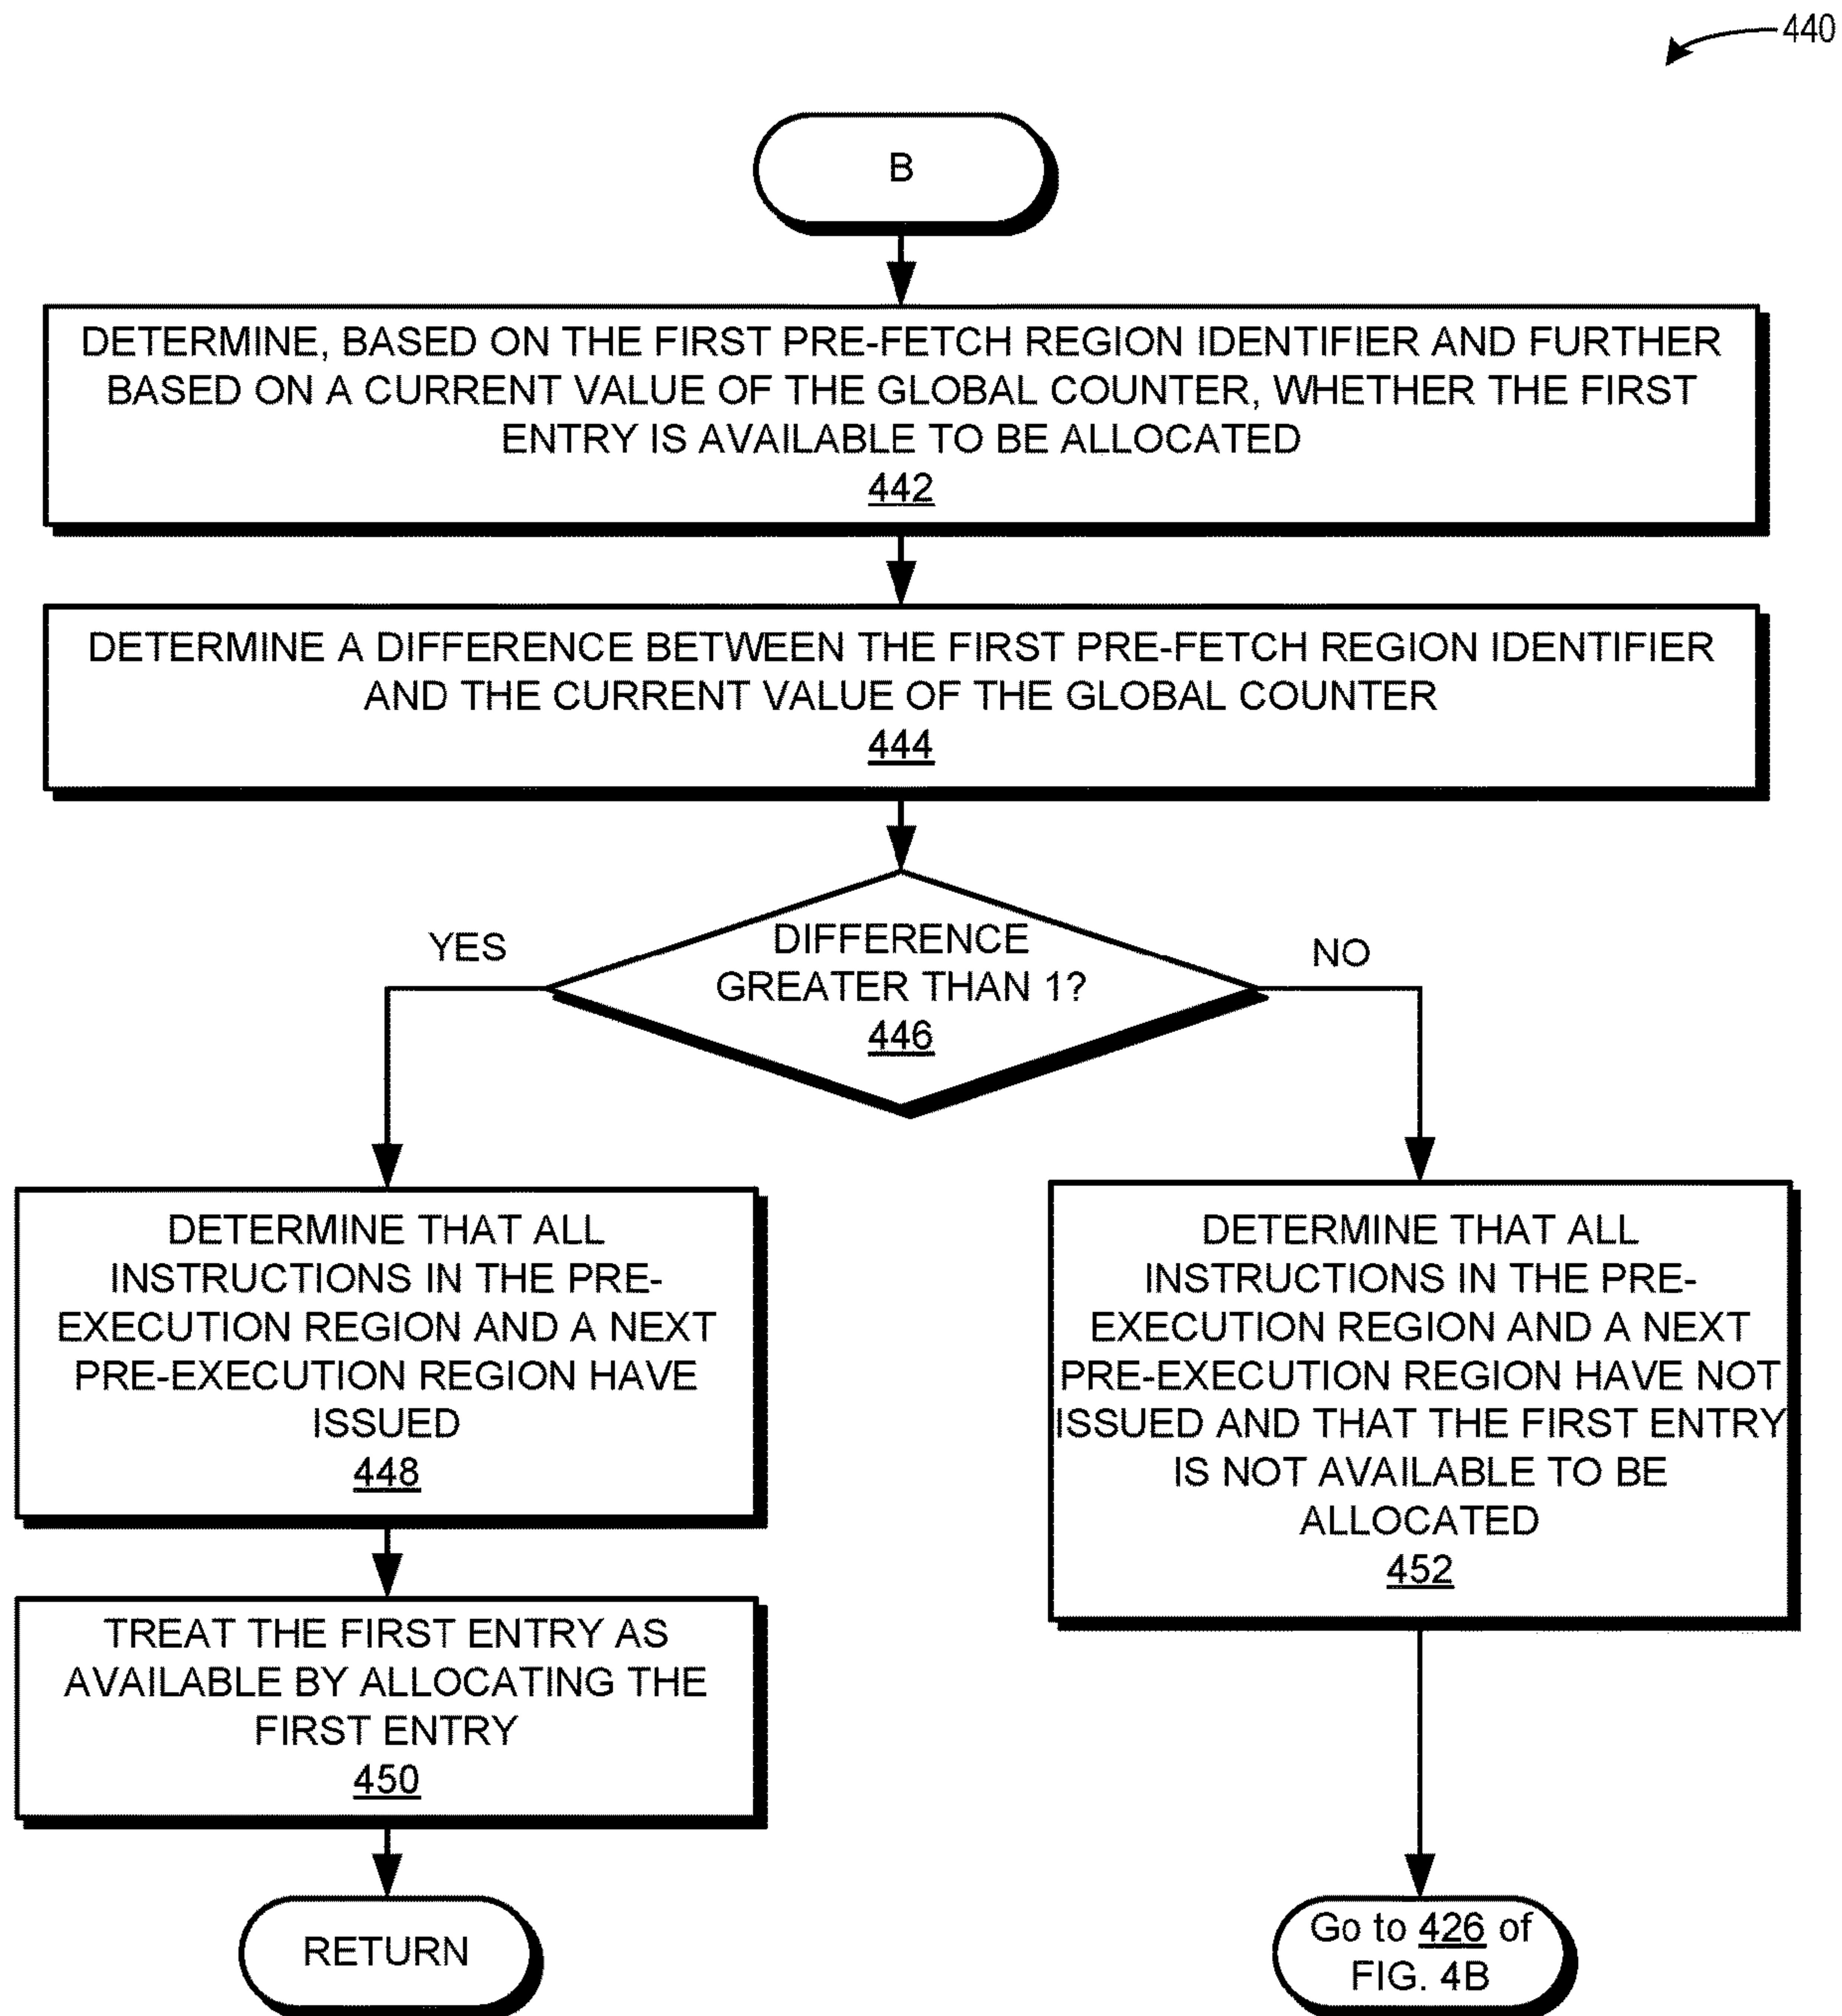 440
B
DETERMINE, BASED ON THE FIRST PRE-FETCH REGION IDENTIFIER AND FURTHER
BASED ON A CURRENT VALUE OF THE GLOBAL COUNTER, WHETHER THE FIRST
ENTRY IS AVAILABLE TO BE ALLOCATED
442
DETERMINE A DIFFERENCE BETWEEN THE FIRST PRE-FETCH REGION IDENTIFIER
AND THE CURRENT VALUE OF THE GLOBAL COUNTER
444
DIFFERENCE
GREATER THAN 1?
446
YES
NO
DETERMINE THAT ALL
INSTRUCTIONS IN THE PRE-
EXECUTION REGION AND A NEXT
PRE-EXECUTION REGION HAVE
ISSUED
448
TREAT THE FIRST ENTRY AS
AVAILABLE BY ALLOCATING THE
FIRST ENTRY
450
RETURN
DETERMINE THAT ALL
INSTRUCTIONS IN THE PRE-
EXECUTION REGION AND A NEXT
PRE-EXECUTION REGION HAVE NOT
ISSUED AND THAT THE FIRST ENTRY
IS NOT AVAILABLE TO BE
ALLOCATED
452
Go to 426 of
FIG. 4B